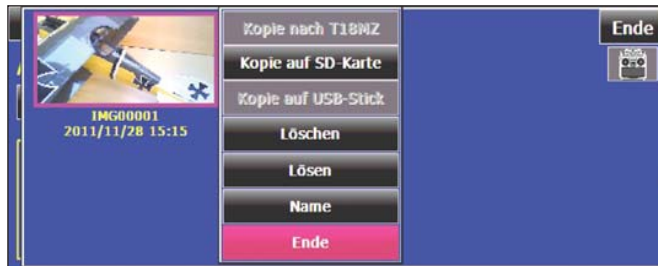 IMG00001
2011/11/28 15:15
Kopie nach T18MZ
Kopie auf SD-Karte
Kopie auf USB-Stick
Löschen
Lösen
Name
Ende
Ende